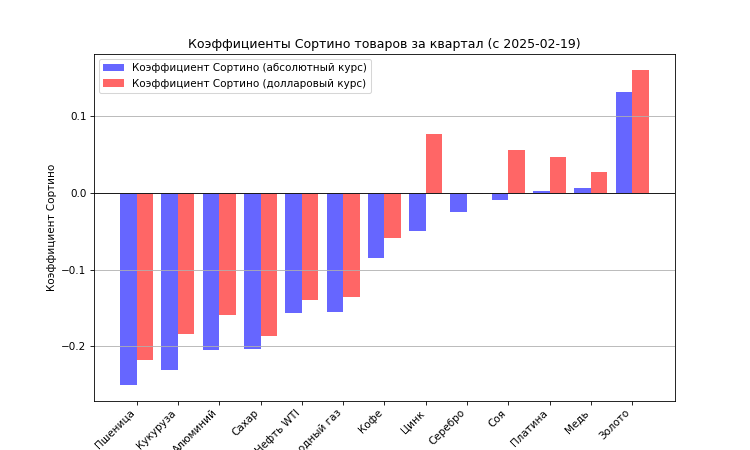 Коэффициенты Сортино товаров за квартал (с 2025-02-19)
Коэффициент Сортино (абсолютный курс)
Коэффициент Сортино (долларовый курс)
Коэффициент Сортино
0.1
0.0
−0.1
−0.2
Пшеница
Кукуруза
Алюминий
Сахар
Нефть WTI
одный газ
Кофе
Цинк
Серебро
Соя
Платина
Медь
Золото